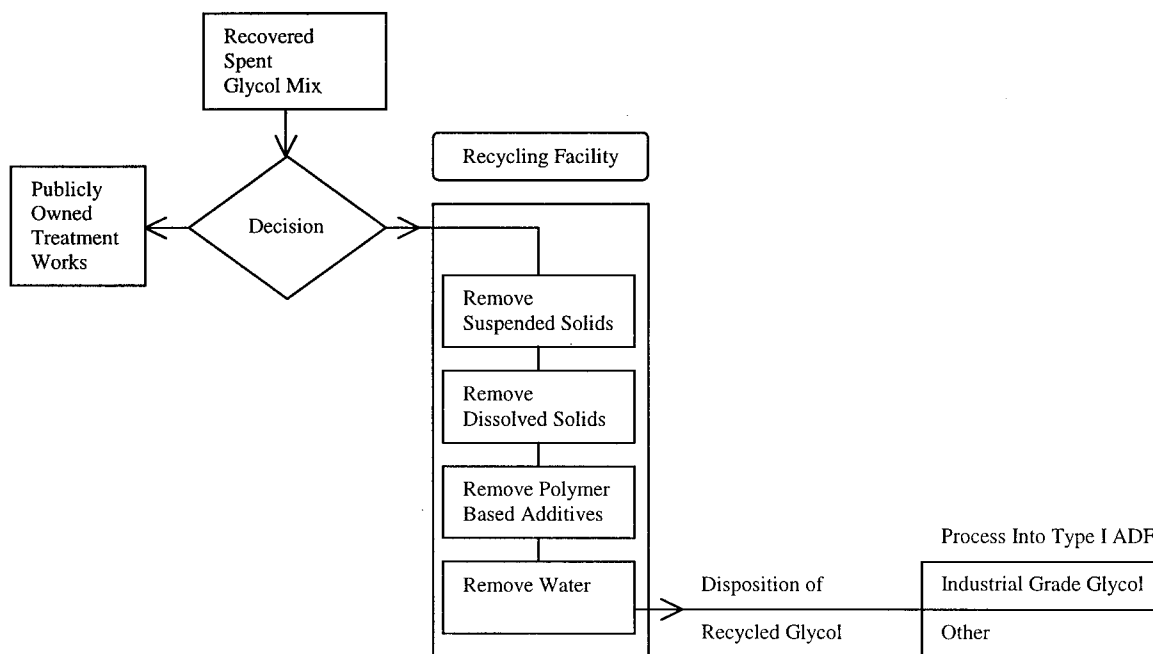 Recovered
Spent
Glycol Mix
Publicly
Owned
Treatment
Works
Decision
Recycling Facility
Remove
Suspended Solids
Remove
Dissolved Solids
Remove Polymer
Based Additives
Remove Water
Disposition of
Recycled Glycol
Process Into Type I ADF
Industrial Grade Glycol
Other